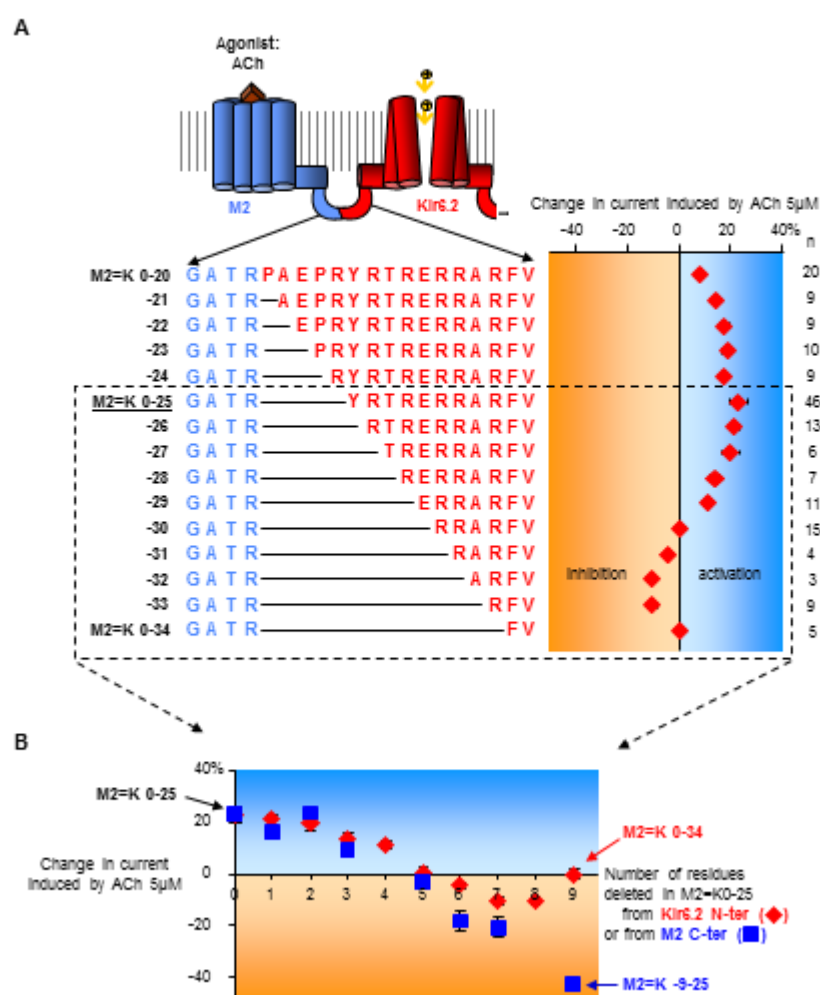 A
Agonist:
ACh
M2
Kir6.2
Change in current induced by ACh 5µM
-40 -20 0 20 40%
n
M2=K 0-20 G A T R P A E P R Y R T R E R R A R F V 20
-21 G A T R A E P R Y R T R E R R A R F V 9
-22 G A T R E P R Y R T R E R R A R F V 9
-23 G A T R P R Y R T R E R R A R F V 10
-24 G A T R R Y R T R E R R A R F V 9
M2=K 0-25 G A T R Y R T R E R R A R F V 46
-26 G A T R R T R E R R A R F V 13
-27 G A T R T R E R R A R F V 6
-28 G A T R R E R R A R F V 7
-29 G A T R E R R A R F V 11
-30 G A T R R R A R F V 15
-31 G A T R R A R F V 4
-32 G A T R A R F V inhibition activation 3
-33 G A T R R F V 9
M2=K 0-34 G A T R F V 5
B
40%
M2=K 0-25
20
M2=K 0-34
Change in current
induced by ACh 5µM
0
0 1 2 3 4 5 6 7 8 9
Number of residues
deleted in M2=K0-25
from Kir6.2 N-ter (◆)
or from M2 C-ter (■)
-20
-40
M2=K -9-25